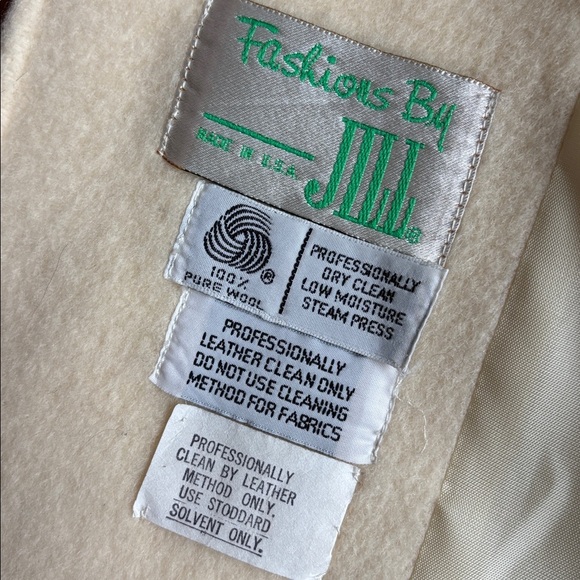 Fashions By
JILL ®
MADE IN U.S.A.
100%
PURE WOOL ®
PROFESSIONALLY
DRY CLEAN
LOW MOISTURE
STEAM PRESS
PROFESSIONALLY
LEATHER CLEAN ONLY
DO NOT USE CLEANING
METHOD FOR FABRICS
PROFESSIONALLY
CLEAN BY LEATHER
METHOD ONLY.
USE STODDARD
SOLVENT ONLY.